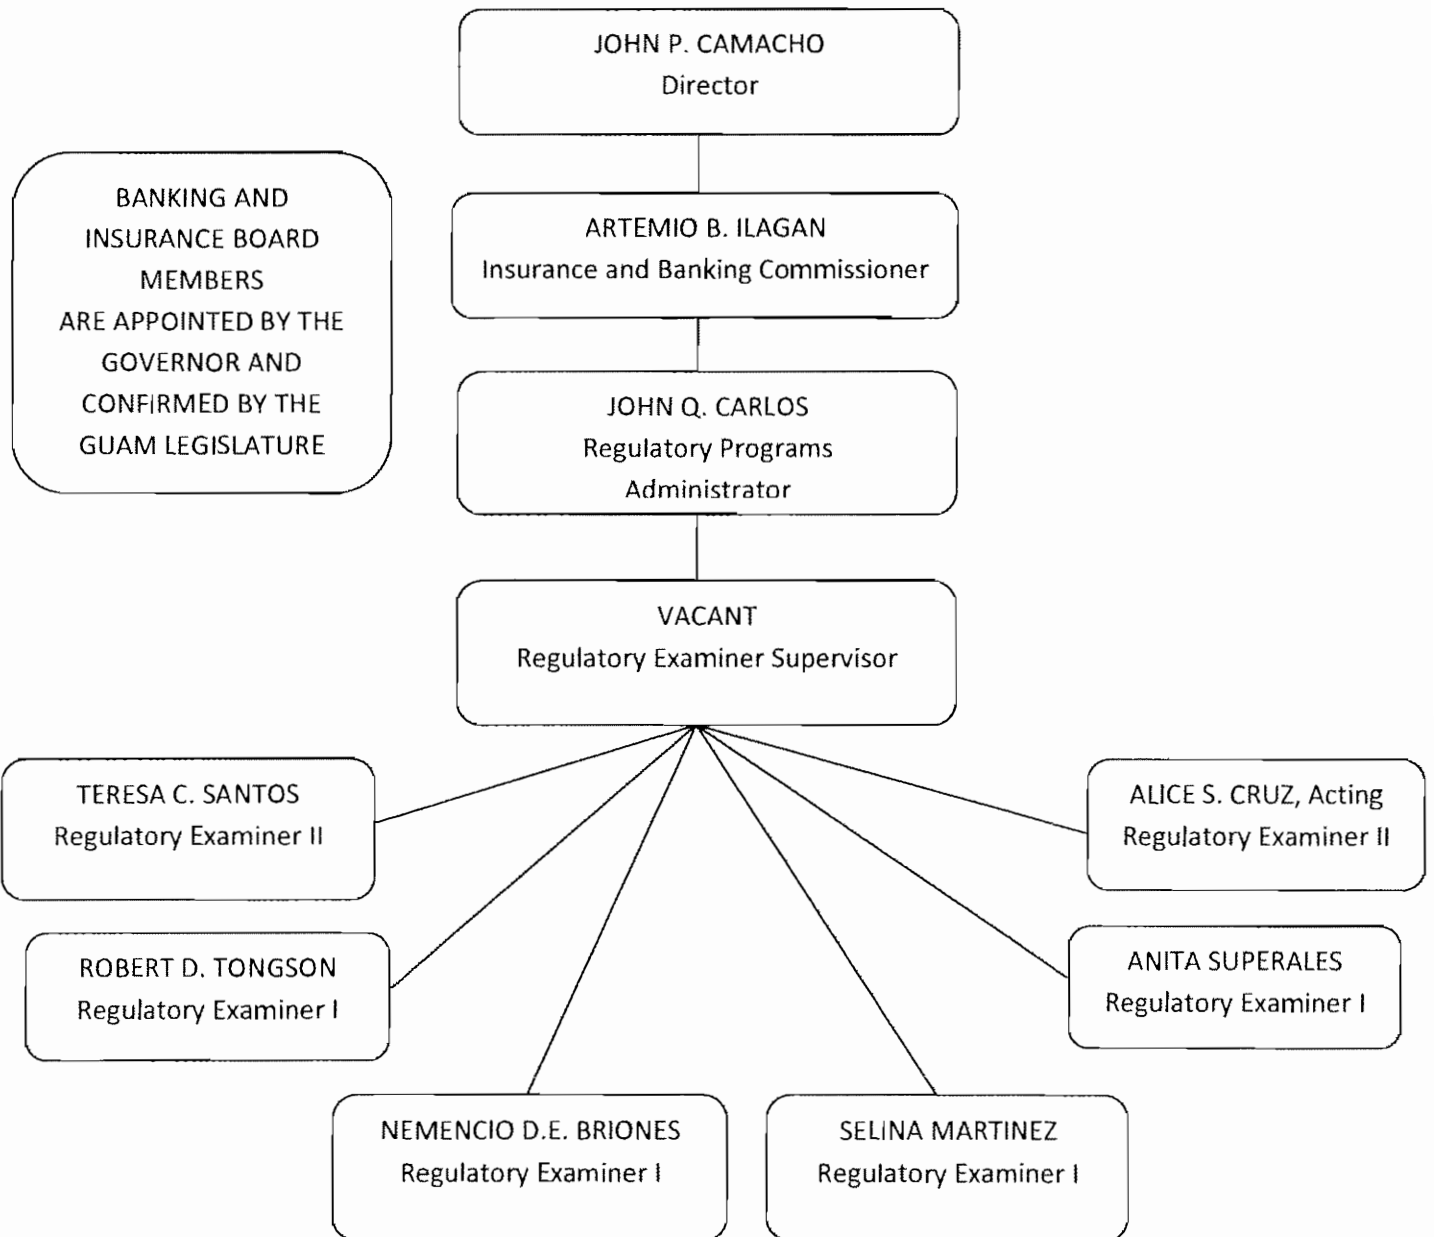 JOHN P. CAMACHO
Director
BANKING AND
INSURANCE BOARD
MEMBERS
ARE APPOINTED BY THE
GOVERNOR AND
CONFIRMED BY THE
GUAM LEGISLATURE
ARTEMIO B. ILAGAN
Insurance and Banking Commissioner
JOHN Q. CARLOS
Regulatory Programs
Administrator
VACANT
Regulatory Examiner Supervisor
TERESA C. SANTOS
Regulatory Examiner II
ALICE S. CRUZ, Acting
Regulatory Examiner II
ROBERT D. TONGSON
Regulatory Examiner I
ANITA SUPERALES
Regulatory Examiner I
NEMENCIO D.E. BRIONES
Regulatory Examiner I
SELINA MARTINEZ
Regulatory Examiner I